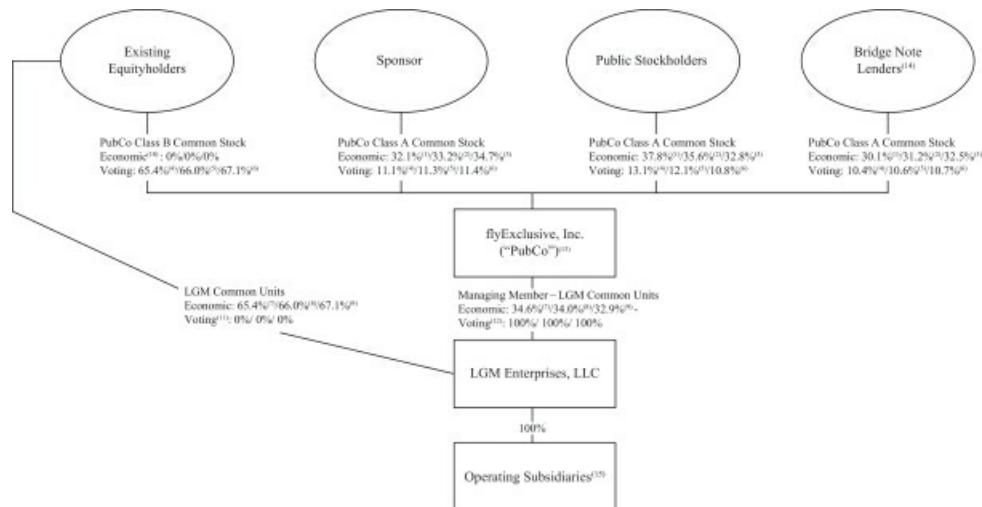 Existing
Equityholders
Sponsor
Public Stockholders
Bridge Note
Lenders(14)
PubCo Class B Common Stock
Economic(10) : 0%/0%/0%
Voting: 65.4%(4)/66.0%(5)/67.1%(6)
PubCo Class A Common Stock
Economic: 32.1%(1)/33.2%(2)/34.7%(3)
Voting: 11.1%(4)/11.3%(5)/11.4%(6)
PubCo Class A Common Stock
Economic: 37.8%(1)/35.6%(2)/32.8%(3)
Voting: 13.1%(4)/12.1%(5)/10.8%(6)
PubCo Class A Common Stock
Economic: 30.1%(1)/31.2%(2)/32.5%(3)
Voting: 10.4%(4)/10.6%(5)/10.7%(6)
flyExclusive, Inc.
(“PubCo”)(13)
LGM Common Units
Economic: 65.4%(7)/66.0%(8)/67.1%(9)
Voting(11): 0%/ 0%/ 0%
Managing Member – LGM Common Units
Economic: 34.6%(7)/34.0%(8)/32.9%(9) -
Voting(12): 100%/ 100%/ 100%
LGM Enterprises, LLC
100%
Operating Subsidiaries(15)